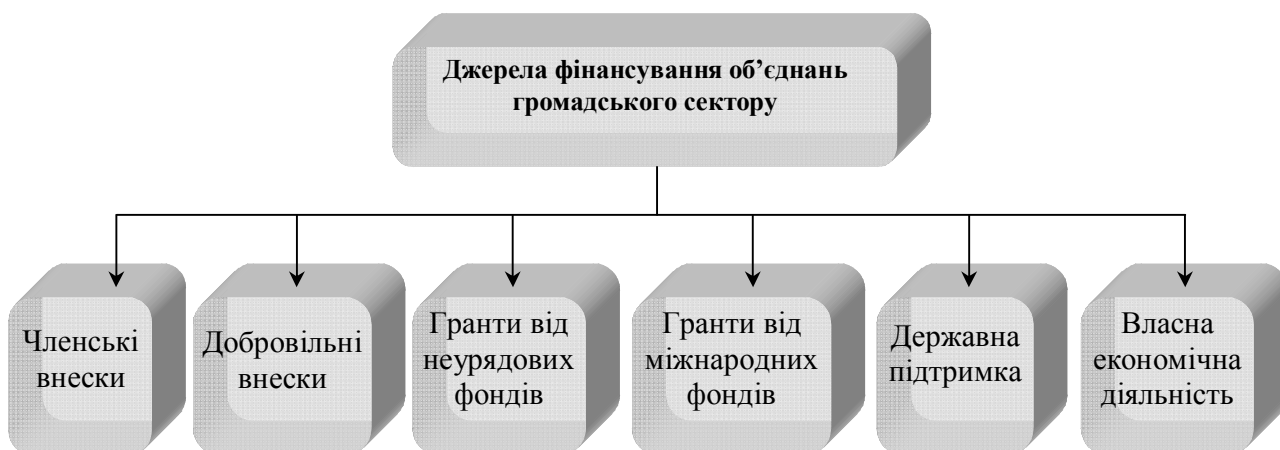 Джерела фінансування об’єднань
громадського сектору
Членські
внески
Добровільні
внески
Гранти від
неурядових
фондів
Гранти від
міжнародних
фондів
Державна
підтримка
Власна
економічна
діяльність